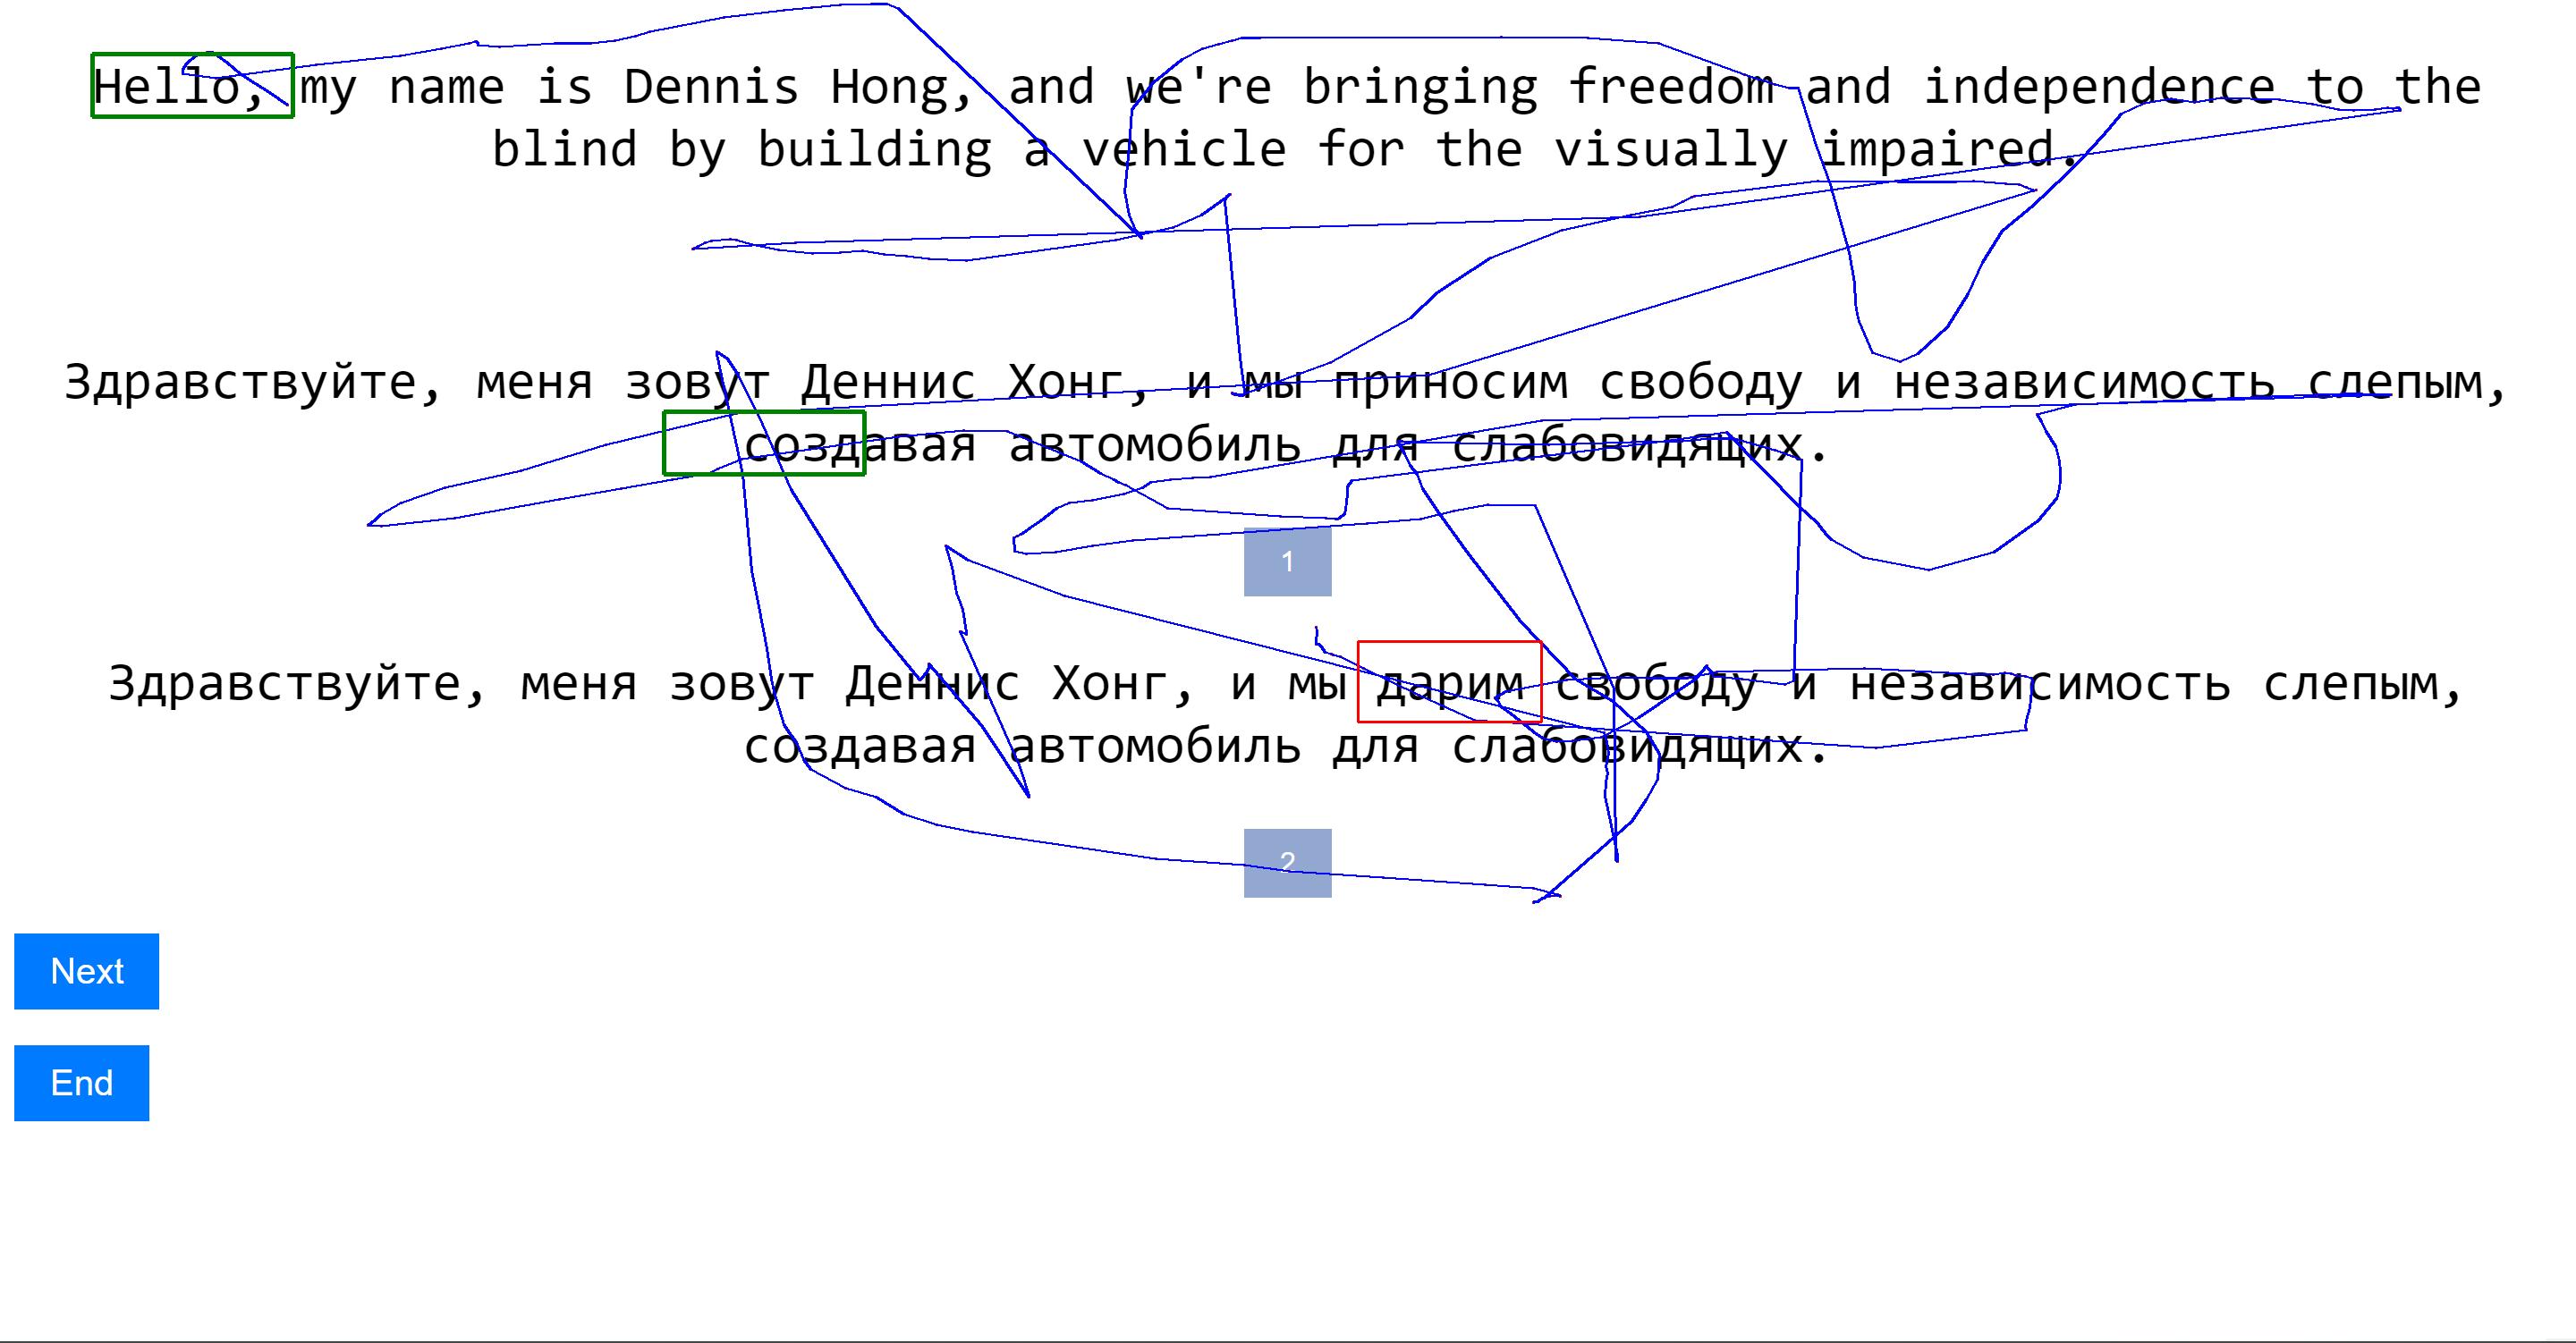 Hello, my name is Dennis Hong, and we're bringing freedom and independence to the
blind by building a vehicle for the visually impaired.
Здравствуйте, меня зовут Деннис Хонг, и мы приносим свободу и независимость слепым,
создавая автомобиль для слабовидящих.
1
Здравствуйте, меня зовут Деннис Хонг, и мы дарим свободу и независимость слепым,
создавая автомобиль для слабовидящих.
2
Next
End